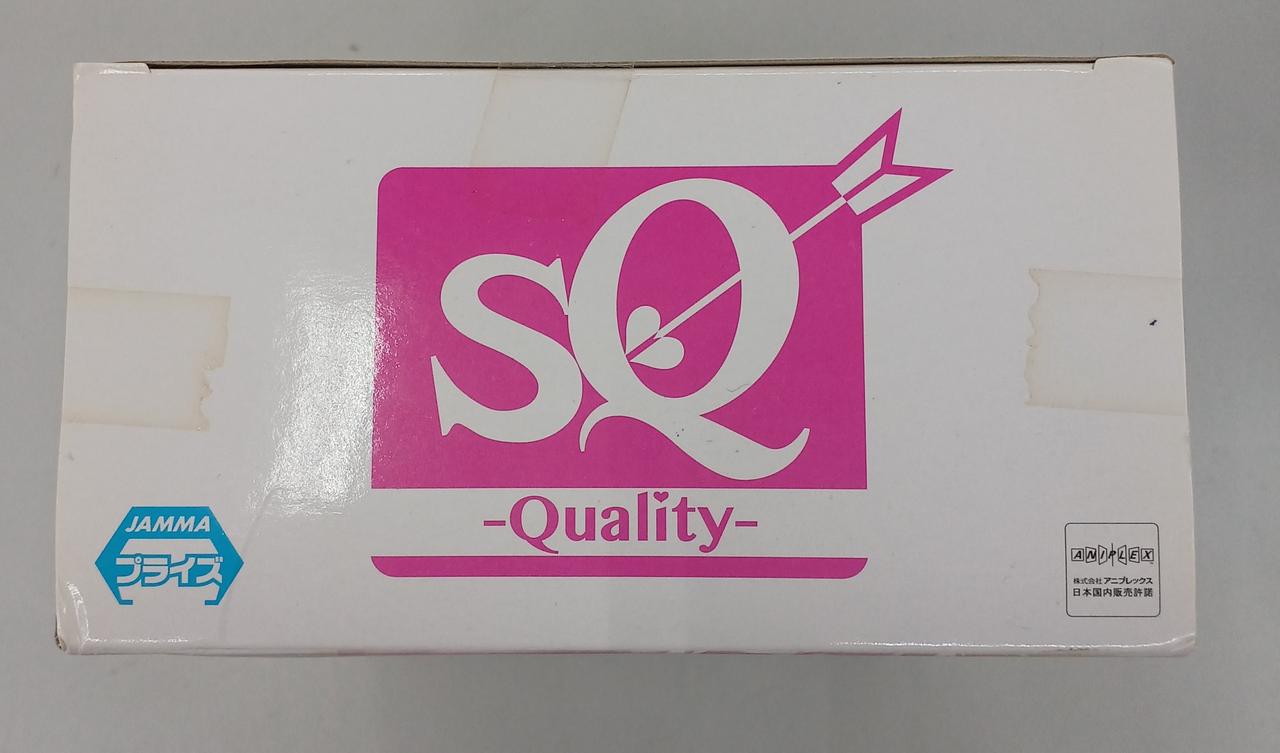 SQ
-Quality-
JAMMA
プライズ
ANIPLEX
株式会社 アニプレックス
日本国内販売許諾